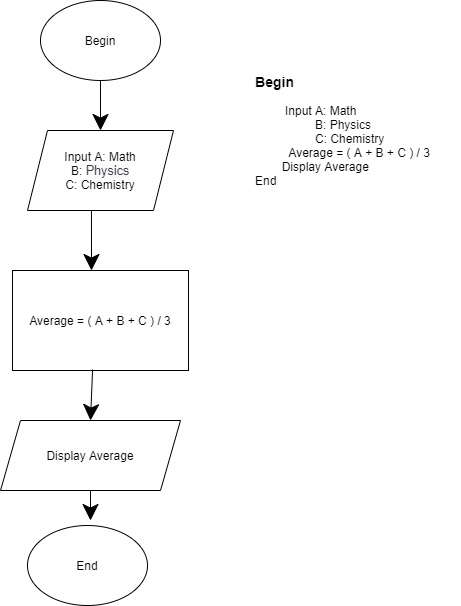 Begin
Input A: Math
B: Physics
C: Chemistry
Average = ( A + B + C ) / 3
Display Average
End
Begin
Input A: Math
B: Physics
C: Chemistry
Average = ( A + B + C ) / 3
Display Average
End